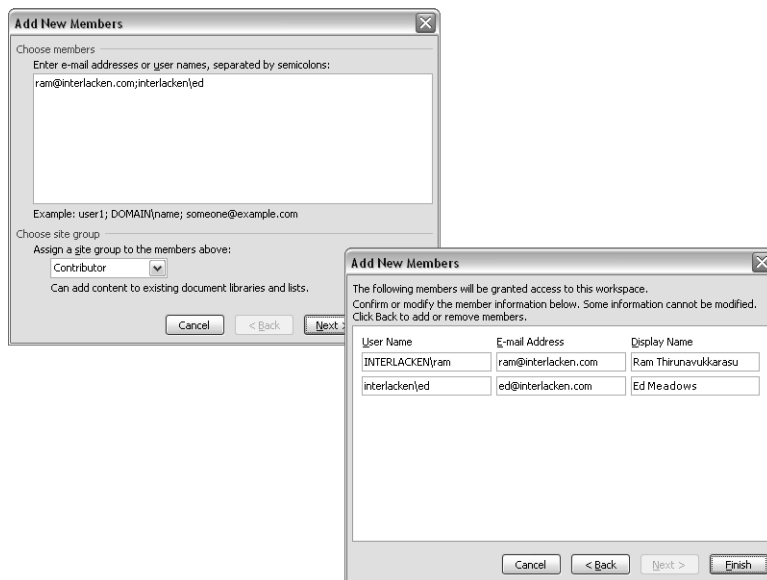 Add New Members
Choose members
Enter e-mail addresses or user names, separated by semicolons:
ram@interlacken.com;interlacken\ed
Example: user1; DOMAIN\name; someone@example.com
Choose site group
Assign a site group to the members above:
Contributor
Can add content to existing document libraries and lists.
Cancel < Back Next >
Add New Members
The following members will be granted access to this workspace.
Confirm or modify the member information below. Some information cannot be modified.
Click Back to add or remove members.
User Name E-mail Address Display Name
INTERLACKEN\ram ram@interlacken.com Ram Thirunavukkarasu
interlacken\ed ed@interlacken.com Ed Meadows
Cancel < Back Next > Finish